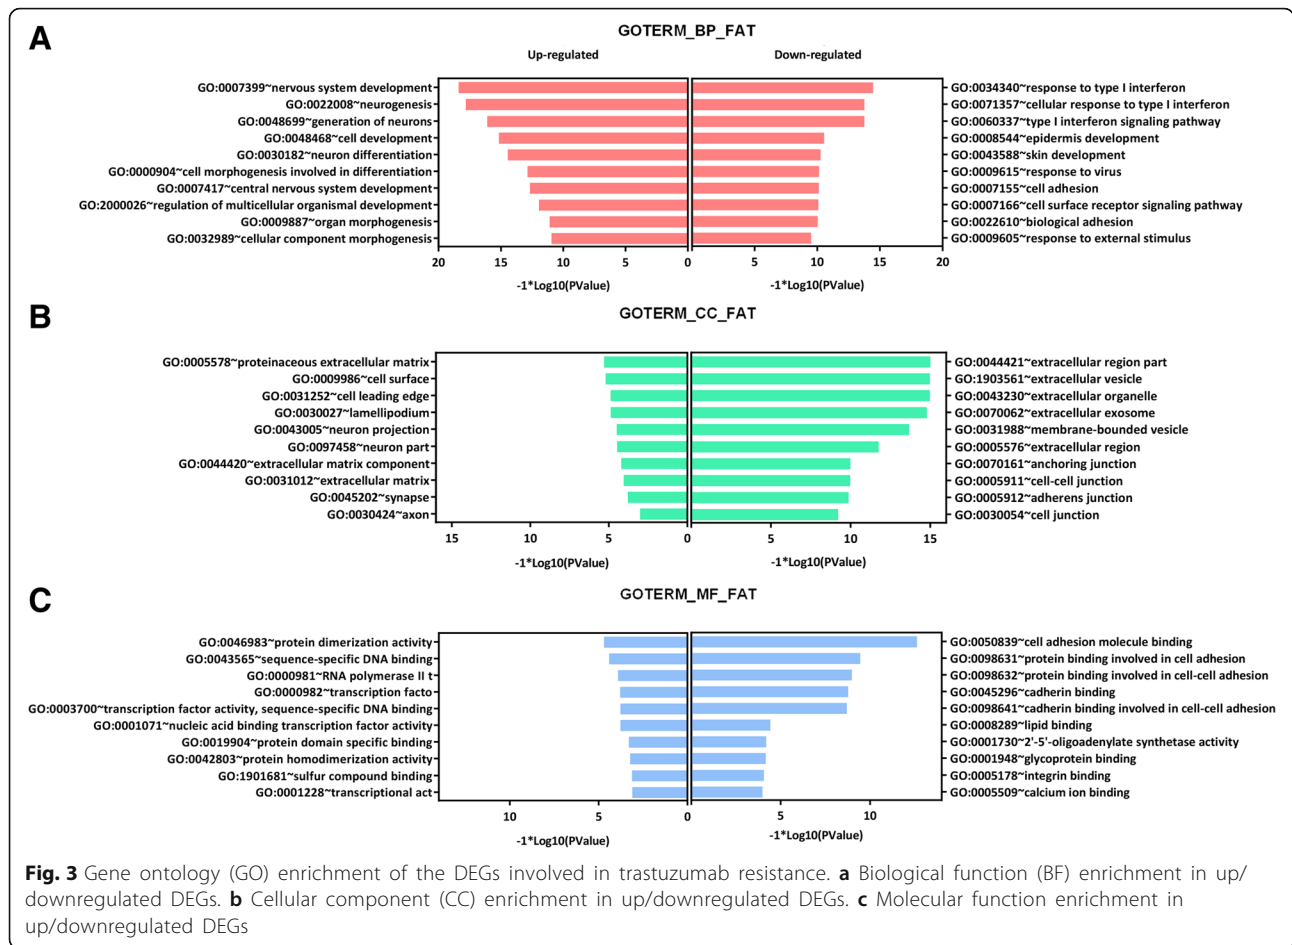 A
GOTERM_BP_FAT
Up-regulated
Down-regulated
GO:0007399~nervous system development
GO:0022008~neurogenesis
GO:0048699~generation of neurons
GO:0048468~cell development
GO:0030182~neuron differentiation
GO:0000904~cell morphogenesis involved in differentiation
GO:0007417~central nervous system development
GO:2000026~regulation of multicellular organismal development
GO:0009887~organ morphogenesis
GO:0032989~cellular component morphogenesis
GO:0034340~response to type I interferon
GO:0071357~cellular response to type I interferon
GO:0060337~type I interferon signaling pathway
GO:0008544~epidermis development
GO:0043588~skin development
GO:0009615~response to virus
GO:0007155~cell adhesion
GO:0007166~cell surface receptor signaling pathway
GO:0022610~biological adhesion
GO:0009605~response to external stimulus
20 15 10 5 0 5 10 15 20
-1*Log10(PValue)
-1*Log10(PValue)
B
GOTERM_CC_FAT
GO:0005578~proteinaceous extracellular matrix
GO:0009986~cell surface
GO:0031252~cell leading edge
GO:0030027~lamellipodium
GO:0043005~neuron projection
GO:0097458~neuron part
GO:0044420~extracellular matrix component
GO:0031012~extracellular matrix
GO:0045202~synapse
GO:0030424~axon
GO:0044421~extracellular region part
GO:1903561~extracellular vesicle
GO:0043230~extracellular organelle
GO:0070062~extracellular exosome
GO:0031988~membrane-bounded vesicle
GO:0005576~extracellular region
GO:0070161~anchoring junction
GO:0005911~cell-cell junction
GO:0005912~adherens junction
GO:0030054~cell junction
15 10 5 0 5 10 15
-1*Log10(PValue)
-1*Log10(PValue)
C
GOTERM_MF_FAT
GO:0046983~protein dimerization activity
GO:0043565~sequence-specific DNA binding
GO:0000981~RNA polymerase II t
GO:0000982~transcription facto
GO:0003700~transcription factor activity, sequence-specific DNA binding
GO:0001071~nucleic acid binding transcription factor activity
GO:0019904~protein domain specific binding
GO:0042803~protein homodimerization activity
GO:1901681~sulfur compound binding
GO:0001228~transcriptional act
GO:0050839~cell adhesion molecule binding
GO:0098631~protein binding involved in cell adhesion
GO:0098632~protein binding involved in cell-cell adhesion
GO:0045296~cadherin binding
GO:0098641~cadherin binding involved in cell-cell adhesion
GO:0008289~lipid binding
GO:0001730~2'-5'-oligoadenylate synthetase activity
GO:0001948~glycoprotein binding
GO:0005178~integrin binding
GO:0005509~calcium ion binding
10 5 0 5 10
-1*Log10(PValue)
-1*Log10(PValue)
Fig. 3 Gene ontology (GO) enrichment of the DEGs involved in trastuzumab resistance. a Biological function (BF) enrichment in up/
downregulated DEGs. b Cellular component (CC) enrichment in up/downregulated DEGs. c Molecular function enrichment in
up/downregulated DEGs